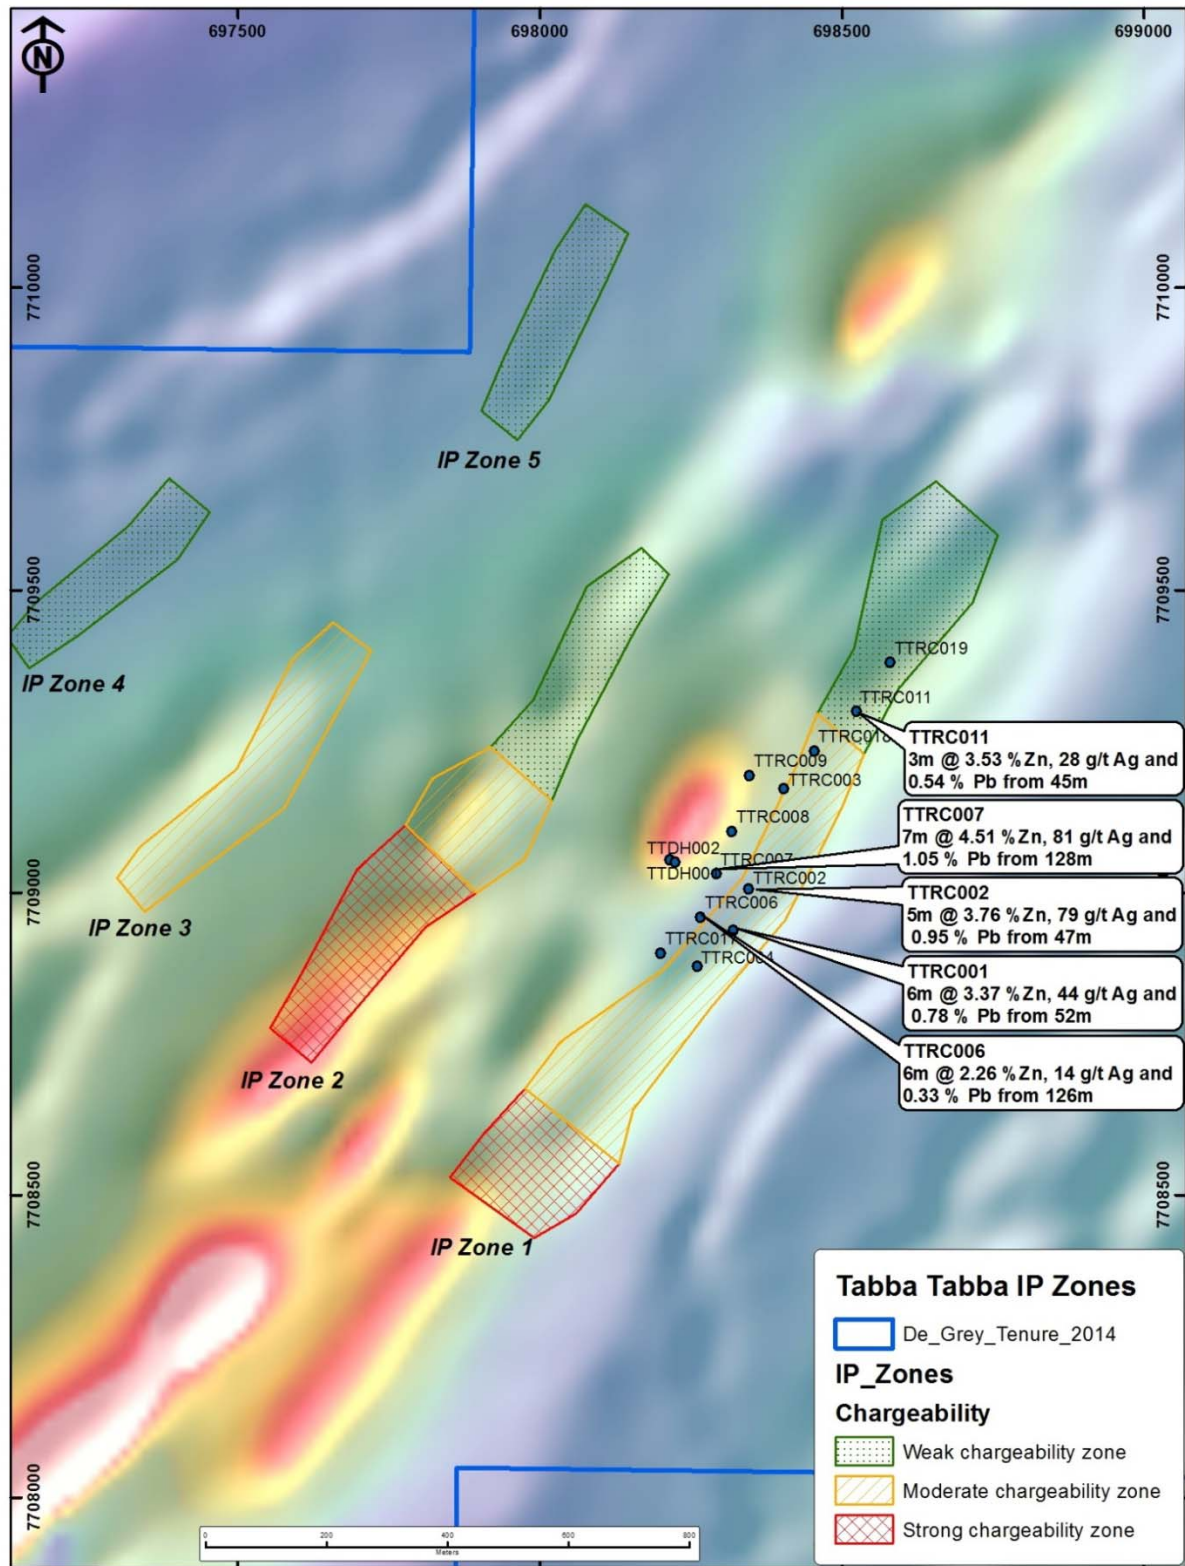 697500
698000
698500
699000
N
7710000
7710000
IP Zone 5
7709500
7709500
IP Zone 4
TTRC019
TTRC011
TTRC018
TTRC009
TTRC003
TTRC008
TTDH002
TTRC007
TTDH00
TTRC002
TTRC006
TTRC017
TTRC004
TTRC011
3m @ 3.53 %Zn, 28 g/t Ag and
0.54 % Pb from 45m
TTRC007
7m @ 4.51 %Zn, 81 g/t Ag and
1.05 % Pb from 128m
TTRC002
5m @ 3.76 %Zn, 79 g/t Ag and
0.95 % Pb from 47m
TTRC001
6m @ 3.37 %Zn, 44 g/t Ag and
0.78 % Pb from 52m
TTRC006
6m @ 2.26 %Zn, 14 g/t Ag and
0.33 % Pb from 126m
7709000
IP Zone 3
IP Zone 2
7708500
7708500
IP Zone 1
7708000
Tabba Tabba IP Zones
De_Grey_Tenure_2014
IP_Zones
Chargeability
Weak chargeability zone
Moderate chargeability zone
Strong chargeability zone
0 200 400 600 800
Meters